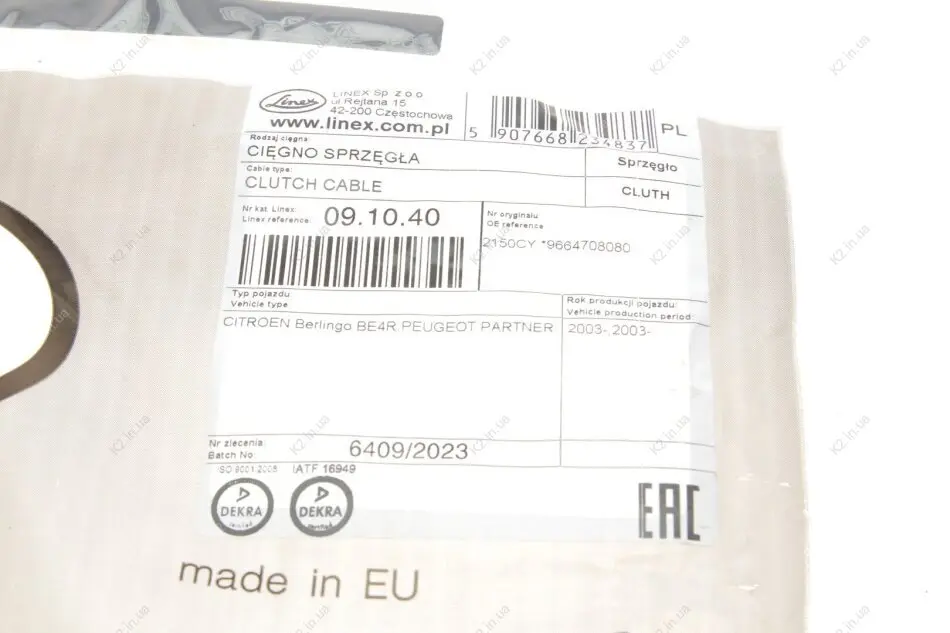 Linex
LINEX Sp z o o
ul Rejtana 15
42-200 Częstochowa
www.linex.com.pl
5 907668 234837
PL
Rodzaj cięgna:
CIĘGNO SPRZĘGŁA
Sprzęgło
Cable type:
CLUTCH CABLE
CLUTH
Nr kat. Linex:
Linex reference:
09.10.40
Nr oryginału
OE reference
2150CY *9664708080
Typ pojazdu
Vehicle type
Rok produkcji pojazdu:
Vehicle production period:
CITROEN Berlingo BE4R PEUGEOT PARTNER
2003-,2003-
Nr zlecenia
Batch No
6409/2023
ISO 9001:2008
IATF 16949
DEKRA
DEKRA
EAC
made in EU
K2.in.ua